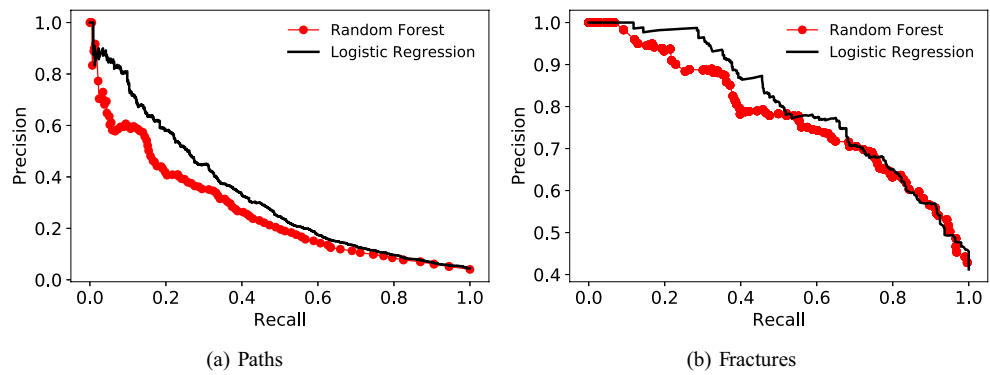 Random Forest
Logistic Regression
Precision
1.0
0.8
0.6
0.4
0.2
0.0
0.0 0.2 0.4 0.6 0.8 1.0
Recall
(a) Paths
Random Forest
Logistic Regression
Precision
1.0
0.9
0.8
0.7
0.6
0.5
0.4
0.0 0.2 0.4 0.6 0.8 1.0
Recall
(b) Fractures